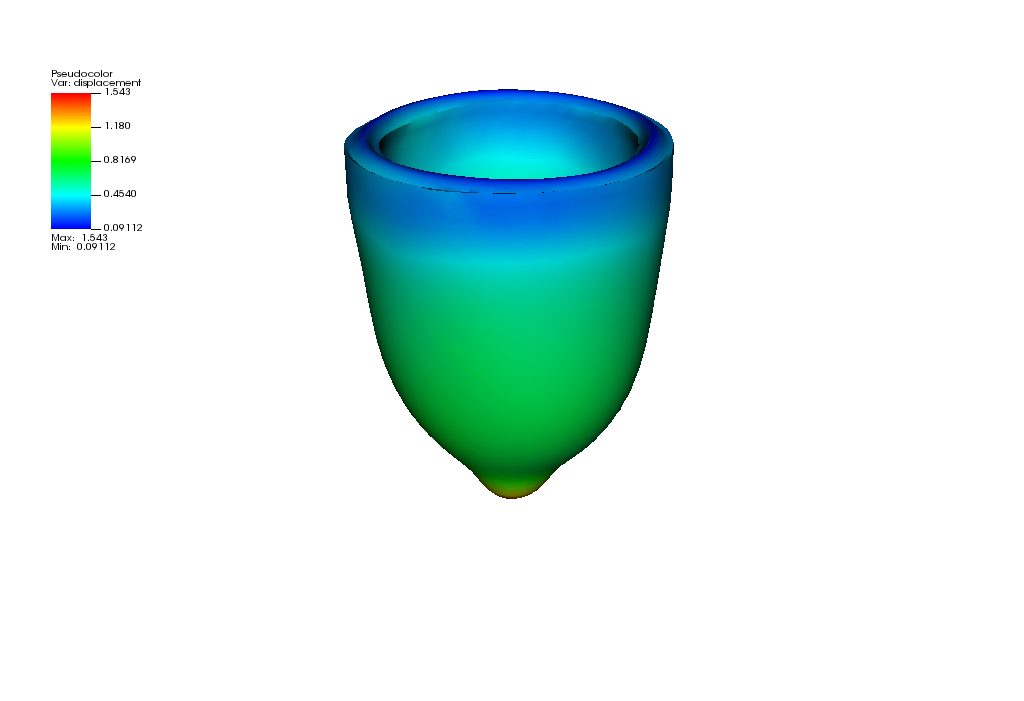 Pseudocolor
Var: displacement
1.543
1.180
0.8169
0.4540
0.09112
Max: 1.543
Min: 0.09112